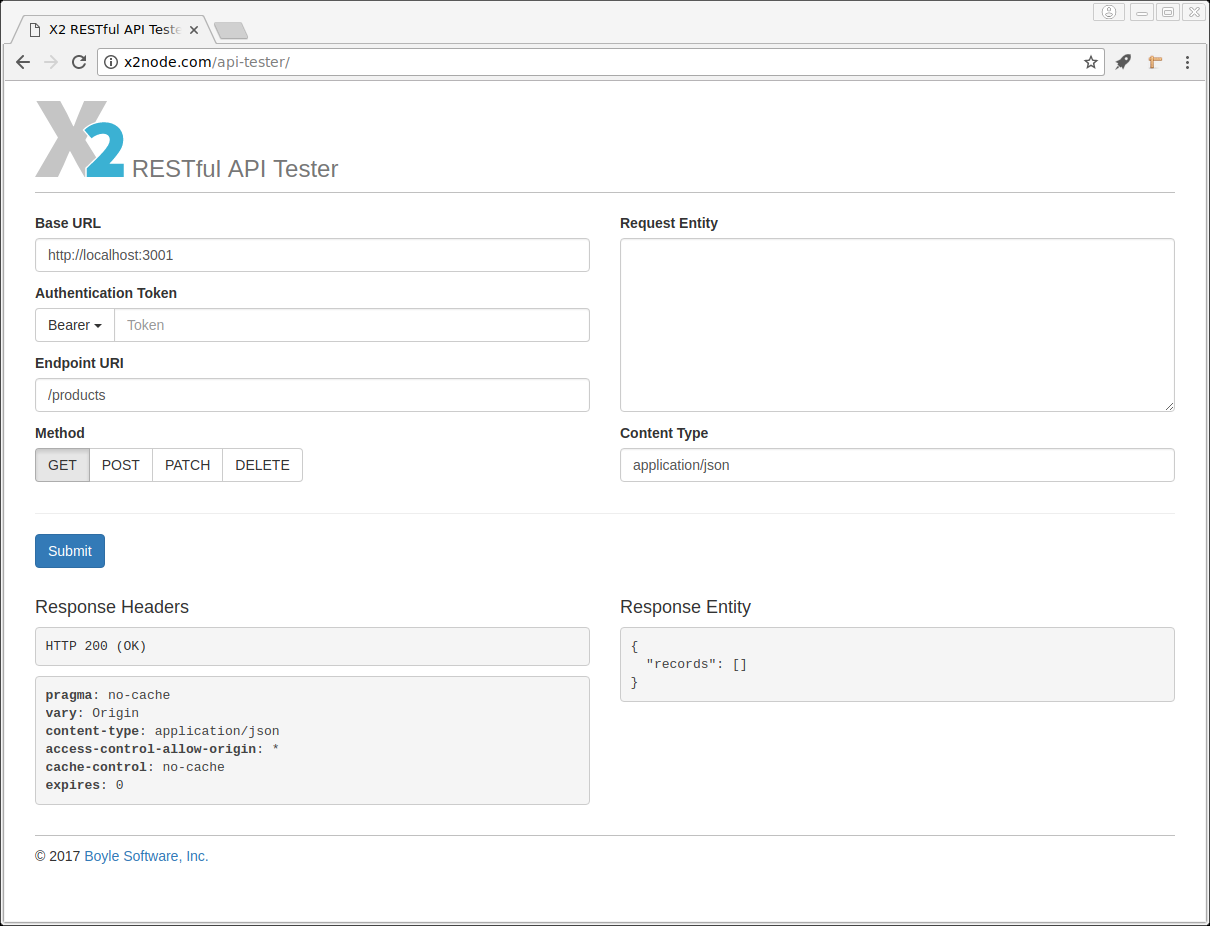 X2 RESTful API Teste
x2node.com/api-tester/
X2 RESTful API Tester
Base URL
http://localhost:3001
Authentication Token
Bearer Token
Endpoint URI
/products
Method
GET POST PATCH DELETE
Request Entity
Content Type
application/json
Submit
Response Headers
HTTP 200 (OK)
pragma: no-cache
vary: Origin
content-type: application/json
access-control-allow-origin: *
cache-control: no-cache
expires: 0
Response Entity
{
  "records": []
}
© 2017 Boyle Software, Inc.